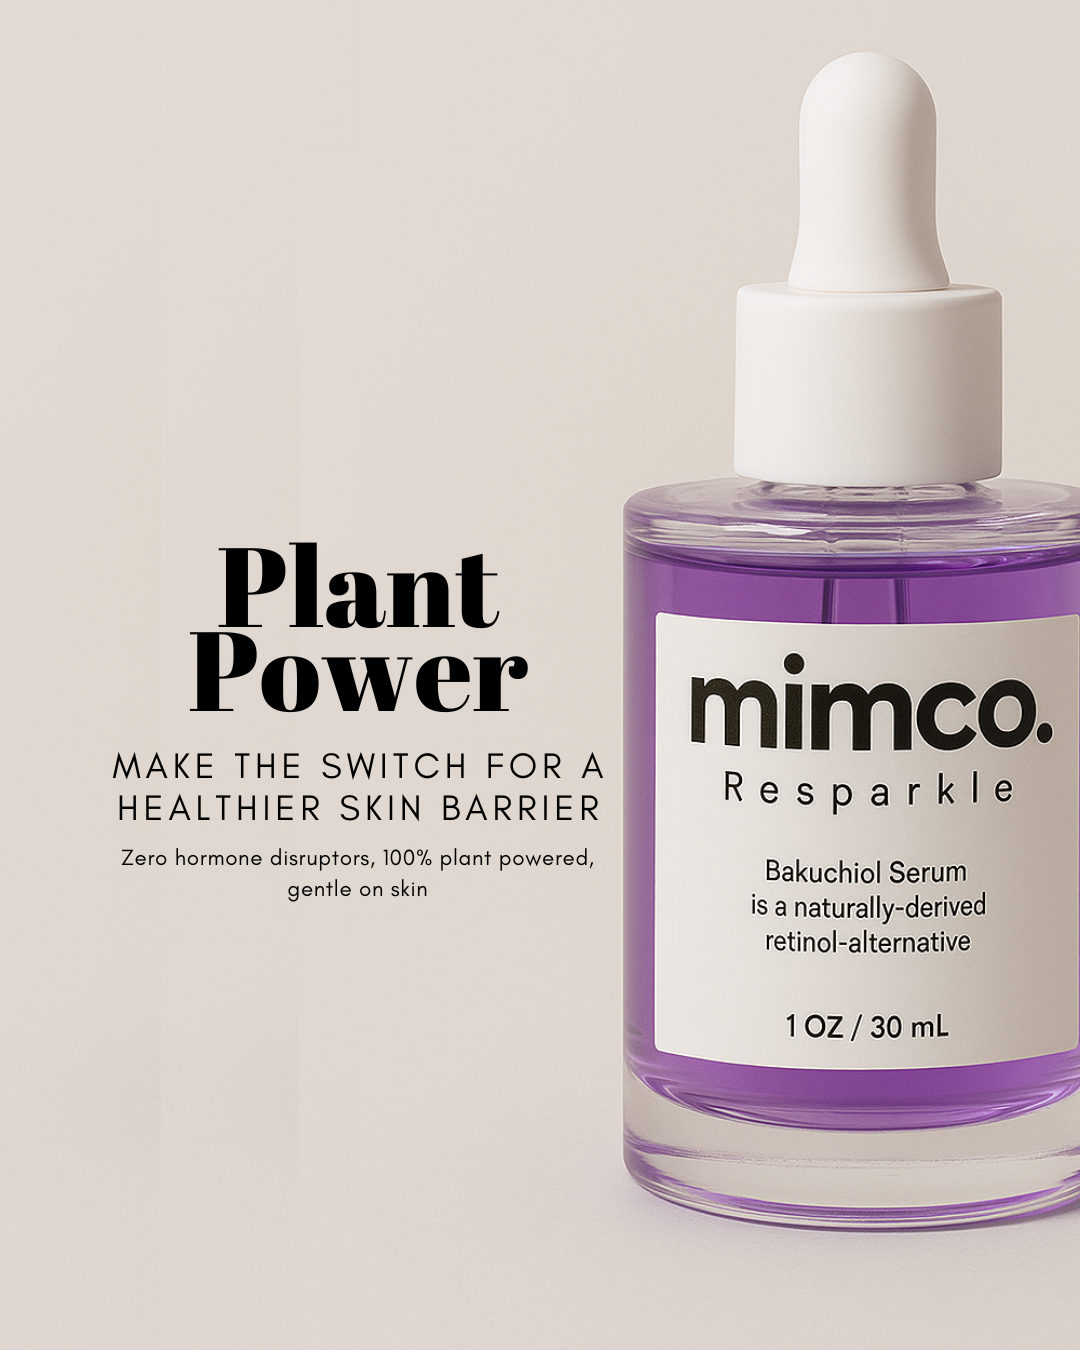 Plant
Power
MAKE THE SWITCH FOR A
HEALTHIER SKIN BARRIER
Zero hormone disruptors, 100% plant powered,
gentle on skin
mimco.
Resparkle
Bakuchiol Serum
is a naturally-derived
retinol-alternative
1 OZ / 30 mL